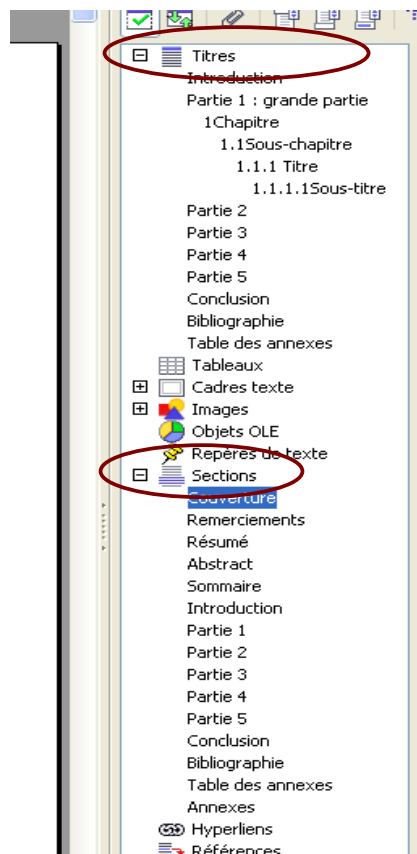 Titres
Introduction
Partie 1 : grande partie
1Chapitre
1.1Sous-chapitre
1.1.1 Titre
1.1.1.1Sous-titre
Partie 2
Partie 3
Partie 4
Partie 5
Conclusion
Bibliographie
Table des annexes
Tableaux
Cadres texte
Images
Objets OLE
Repères de texte
Sections
Couverture
Remerciements
Résumé
Abstract
Sommaire
Introduction
Partie 1
Partie 2
Partie 3
Partie 4
Partie 5
Conclusion
Bibliographie
Table des annexes
Annexes
Hyperliens
Références